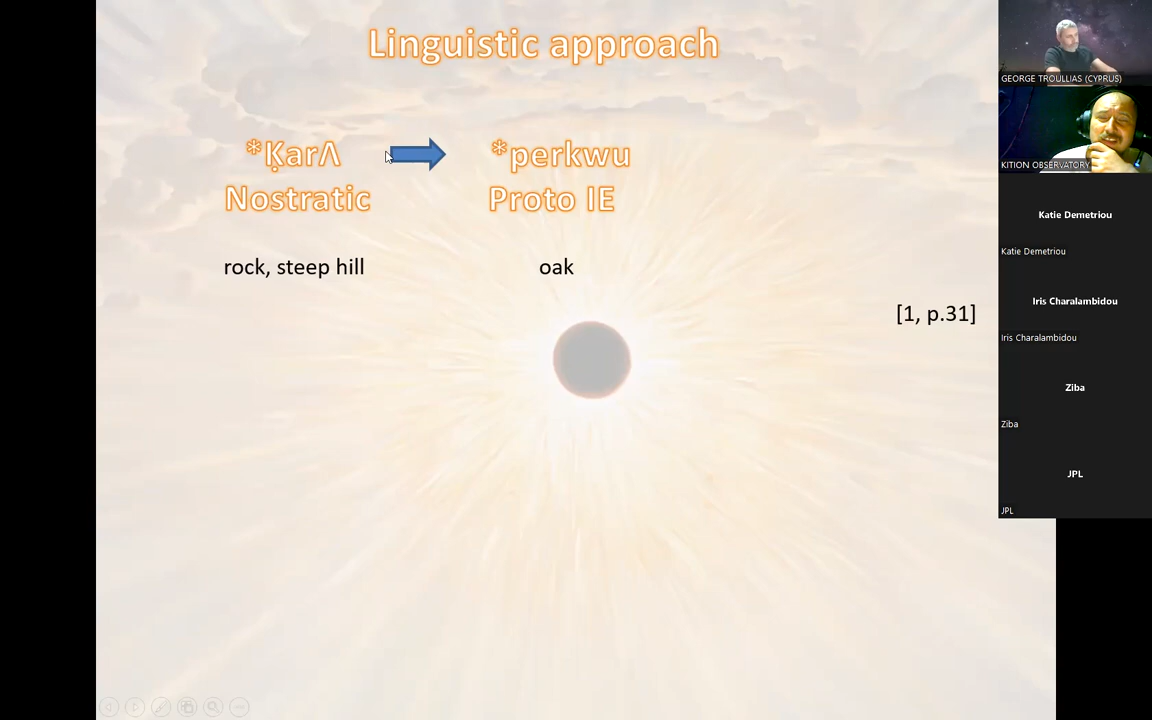 Linguistic approach
*ḲarΛ
*perkwu
Nostratic
Proto IE
rock, steep hill
oak
[1, p.31]
GEORGE TROULLIAS (CYPRUS)
KITION OBSERVATORY
Katie Demetriou
Katie Demetriou
Iris Charalambidou
Iris Charalambidou
Ziba
Ziba
JPL
JPL